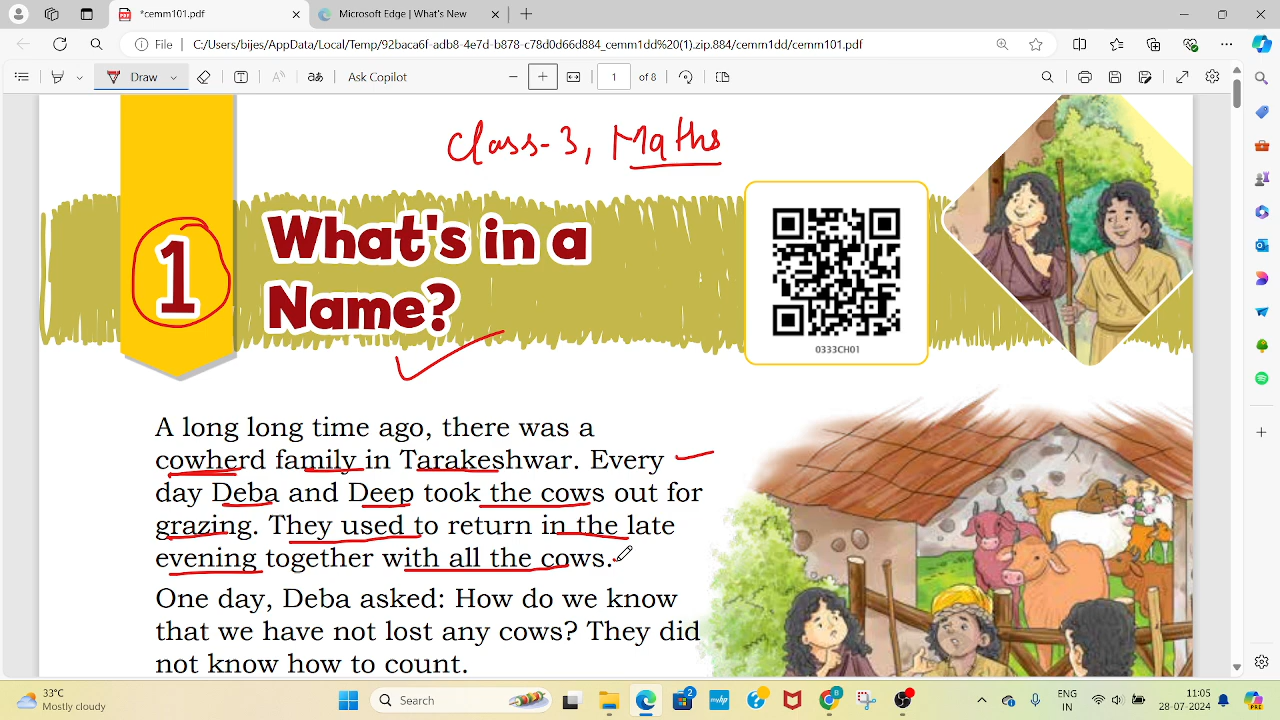 *cemm101.pdf
Microsoft Edge | What's New
File
C:/Users/bijes/AppData/Local/Temp/92baca6f-adb8-4e7d-b878-c78db1c6d884_cemm1dd%20(1).zip.884/cemm1dd/cemm101.pdf
Draw
Ask Copilot
1 of 8
Class-3, Maths
1
What's in a
Name?
0333CH01
A long long time ago, there was a
cowherd family in Tarakeshwar. Every
day Deba and Deep took the cows out for
grazing. They used to return in the late
evening together with all the cows.
One day, Deba asked: How do we know
that we have not lost any cows? They did
not know how to count.
33°C
Mostly cloudy
Search
ENG
IN
11:05
28-07-2024